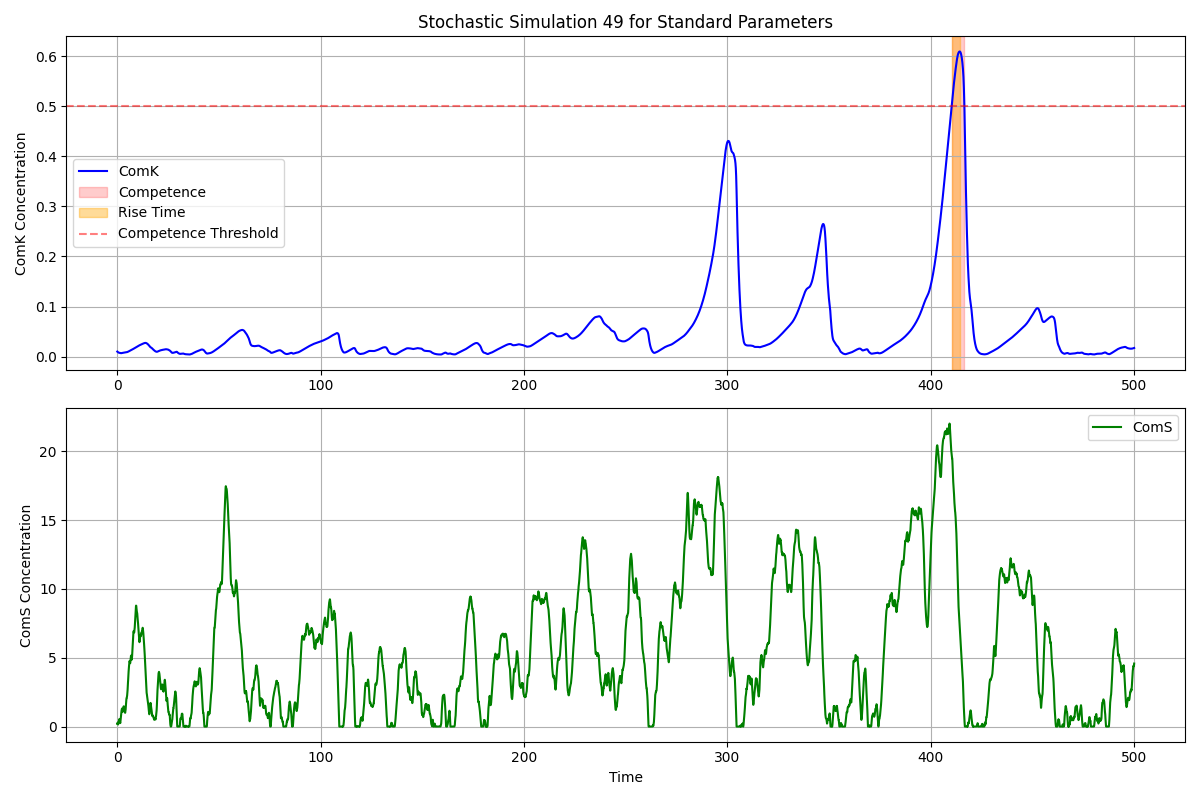 Stochastic Simulation 49 for Standard Parameters
ComK Concentration
0.6
0.5
0.4
0.3
0.2
0.1
0.0
ComK
Competence
Rise Time
Competence Threshold
0 100 200 300 400 500
ComS Concentration
20
15
10
5
0
ComS
0 100 200 300 400 500
Time